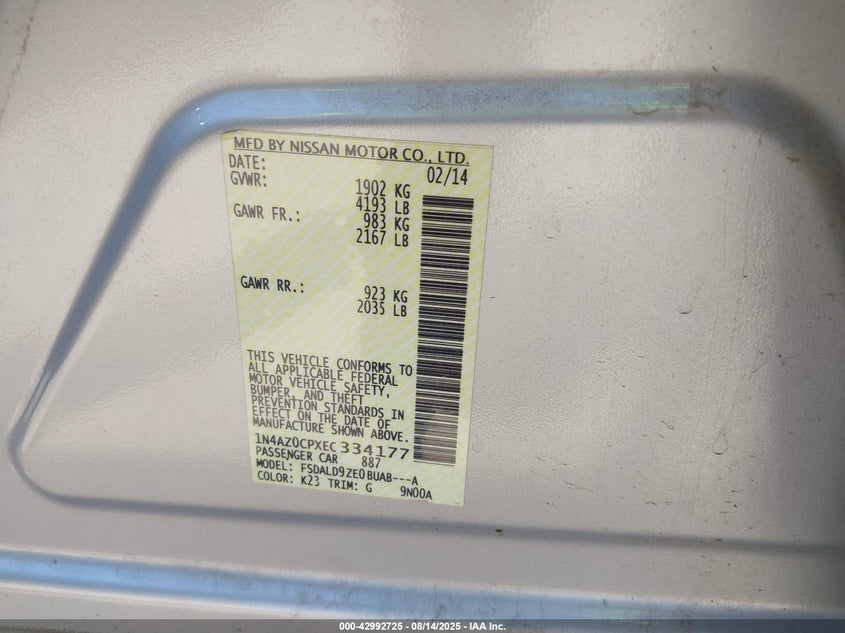 MFD BY NISSAN MOTOR CO., LTD.
DATE: 02/14
GVWR: 1902 KG
4193 LB
GAWR FR.: 983 KG
2167 LB
GAWR RR.: 923 KG
2035 LB
THIS VEHICLE CONFORMS TO
ALL APPLICABLE FEDERAL
MOTOR VEHICLE SAFETY,
BUMPER, AND THEFT
PREVENTION STANDARDS IN
EFFECT ON THE DATE OF
MANUFACTURE SHOWN ABOVE.
1N4AZ0CPXEC334177
PASSENGER CAR 887
MODEL: FSDALD9ZE0BUAB---A
COLOR: K23 TRIM: G 9N00A
000-42992725 - 08/14/2025 - IAA Inc.